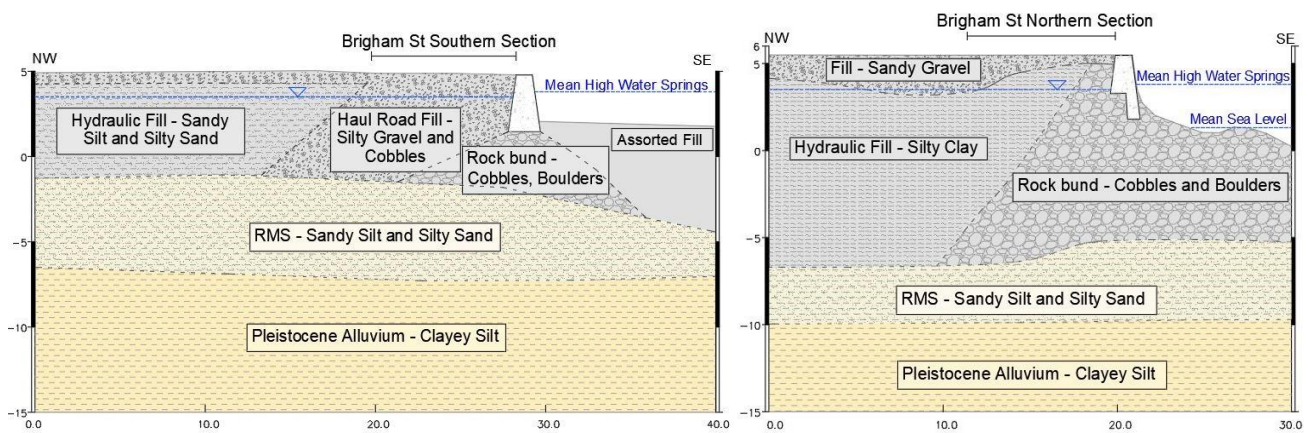 Brigham St Southern Section
NW
SE
5
0
−5
−10
−15
Mean High Water Springs
Hydraulic Fill - Sandy
Silt and Silty Sand
Haul Road Fill -
Silty Gravel and
Cobbles
Assorted Fill
Rock bund -
Cobbles, Boulders
RMS - Sandy Silt and Silty Sand
Pleistocene Alluvium - Clayey Silt
0.0
10.0
20.0
30.0
40.0
Brigham St Northern Section
NW
SE
6
5
0
−5
−10
−15
Fill - Sandy Gravel
Mean High Water Springs
Mean Sea Level
Hydraulic Fill - Silty Clay
Rock bund - Cobbles and Boulders
RMS - Sandy Silt and Silty Sand
Pleistocene Alluvium - Clayey Silt
0.0
10.0
20.0
30.0